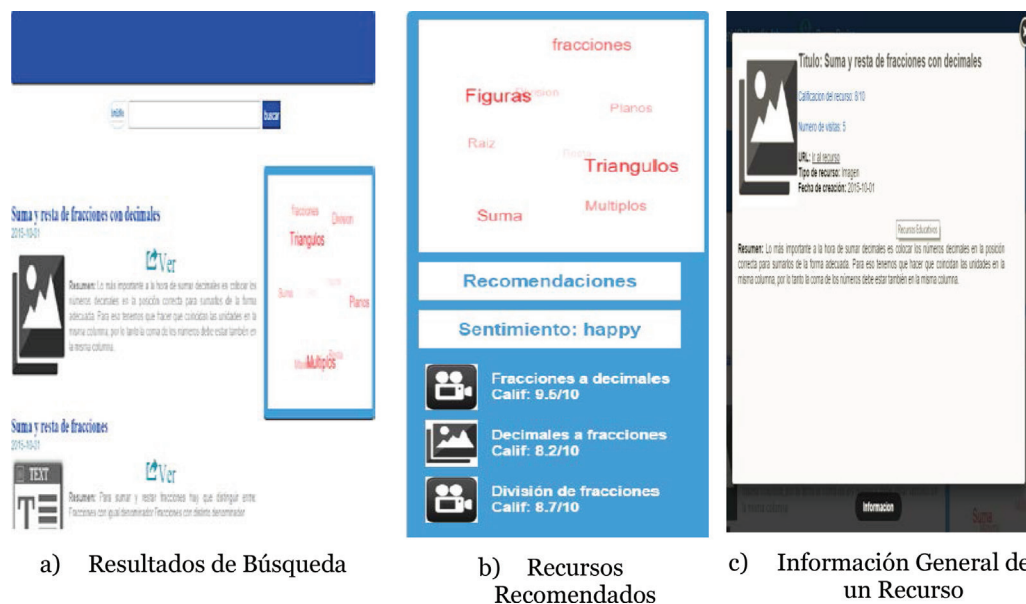 buscar
Suma y resta de fracciones con decimales
2015-10-01
Ver
Resumen: Lo más importante a la hora de sumar decimales es colocar los
números decimales en la posición correcta para sumarlos de la forma
adecuada. Para eso tenemos que hacer que coincidan las unidades en
la misma columna, por lo tanto la coma de los números debe estar también en
la misma columna.
fracciones
Division
Triangulos
Suma
Planos
Multiplos
Suma y resta de fracciones
2015-10-01
Ver
TEXT
Resumen: Para sumar y restar fracciones hay que distinguir entre:
Fracciones con igual denominador Fracciones con distinto denominador
a) Resultados de Búsqueda
fracciones
Figuras
Division
Planos
Raiz
Resta
Triangulos
Suma
Multiplos
Recomendaciones
Sentimiento: happy
Fracciones a decimales
Calif: 9.5/10
Decimales a fracciones
Calif: 8.2/10
División de fracciones
Calif: 8.7/10
b) Recursos
Recomendados
Titulo: Suma y resta de fracciones con decimales
Calificacion del recurso: 8/10
Numero de visitas: 5
URL: Ir al recurso
Tipo de recurso: Imagen
Fecha de creación: 2015-10-01
Recursos Educativos
Resumen: Lo más importante a la hora de sumar decimales es colocar los números decimales en la posición
correcta para sumarlos de la forma adecuada. Para eso tenemos que hacer que coincidan las unidades en la
misma columna, por lo tanto la coma de los números debe estar también en la misma columna.
Informacion
Suma
c) Información General de
un Recurso